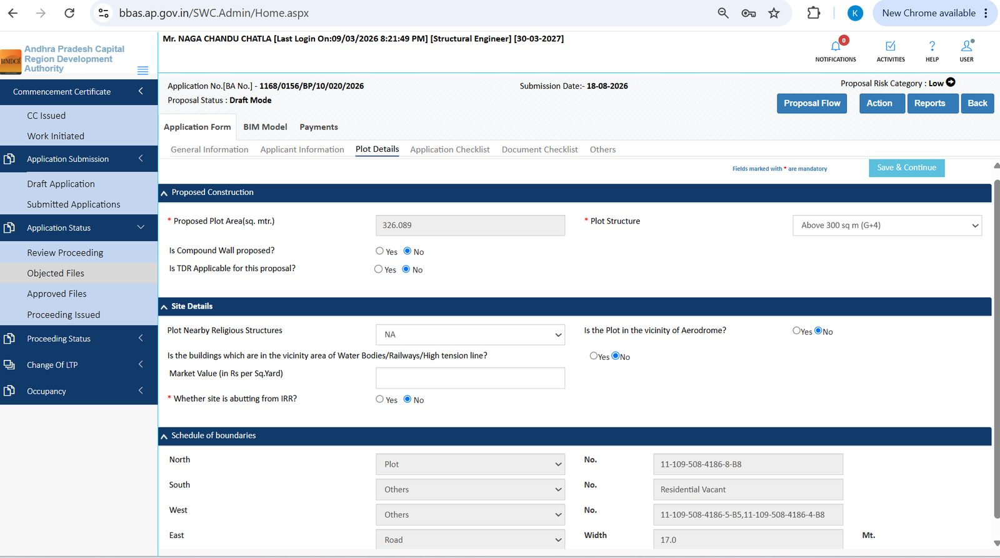 bbas.ap.gov.in/SWC.Admin/Home.aspx
K
New Chrome available
BIMDCR
Andhra Pradesh Capital
Region Development
Authority
Mr. NAGA CHANDU CHATLA [Last Login On:09/03/2026 8:21:49 PM] [Structural Engineer] [30-03-2027]
0
NOTIFICATIONS
ACTIVITIES
HELP
USER
Commencement Certificate
CC Issued
Work Initiated
Application Submission
Draft Application
Submitted Applications
Application Status
Review Proceeding
Objected Files
Approved Files
Proceeding Issued
Proceeding Status
Change Of LTP
Occupancy
Application No.[BA No.] - 1168/0156/BP/10/020/2026
Submission Date:- 18-08-2026
Proposal Risk Category : Low
Proposal Status : Draft Mode
Proposal Flow
Action
Reports
Back
Application Form BIM Model Payments
General Information Applicant Information Plot Details Application Checklist Document Checklist Others
Fields marked with * are mandatory
Save & Continue
Proposed Construction
* Proposed Plot Area(sq. mtr.) 326.089 * Plot Structure Above 300 sq m (G+4)
Is Compound Wall proposed? Yes No
Is TDR Applicable for this proposal? Yes No
Site Details
Plot Nearby Religious Structures NA Is the Plot in the vicinity of Aerodrome? Yes No
Is the buildings which are in the vicinity area of Water Bodies/Railways/High tension line? Yes No
Market Value (in Rs per Sq.Yard)
* Whether site is abutting from IRR? Yes No
Schedule of boundaries
North Plot No. 11-109-508-4186-8-B8
South Others No. Residential Vacant
West Others No. 11-109-508-4186-5-B5,11-109-508-4186-4-B8
East Road Width 17.0 Mt.